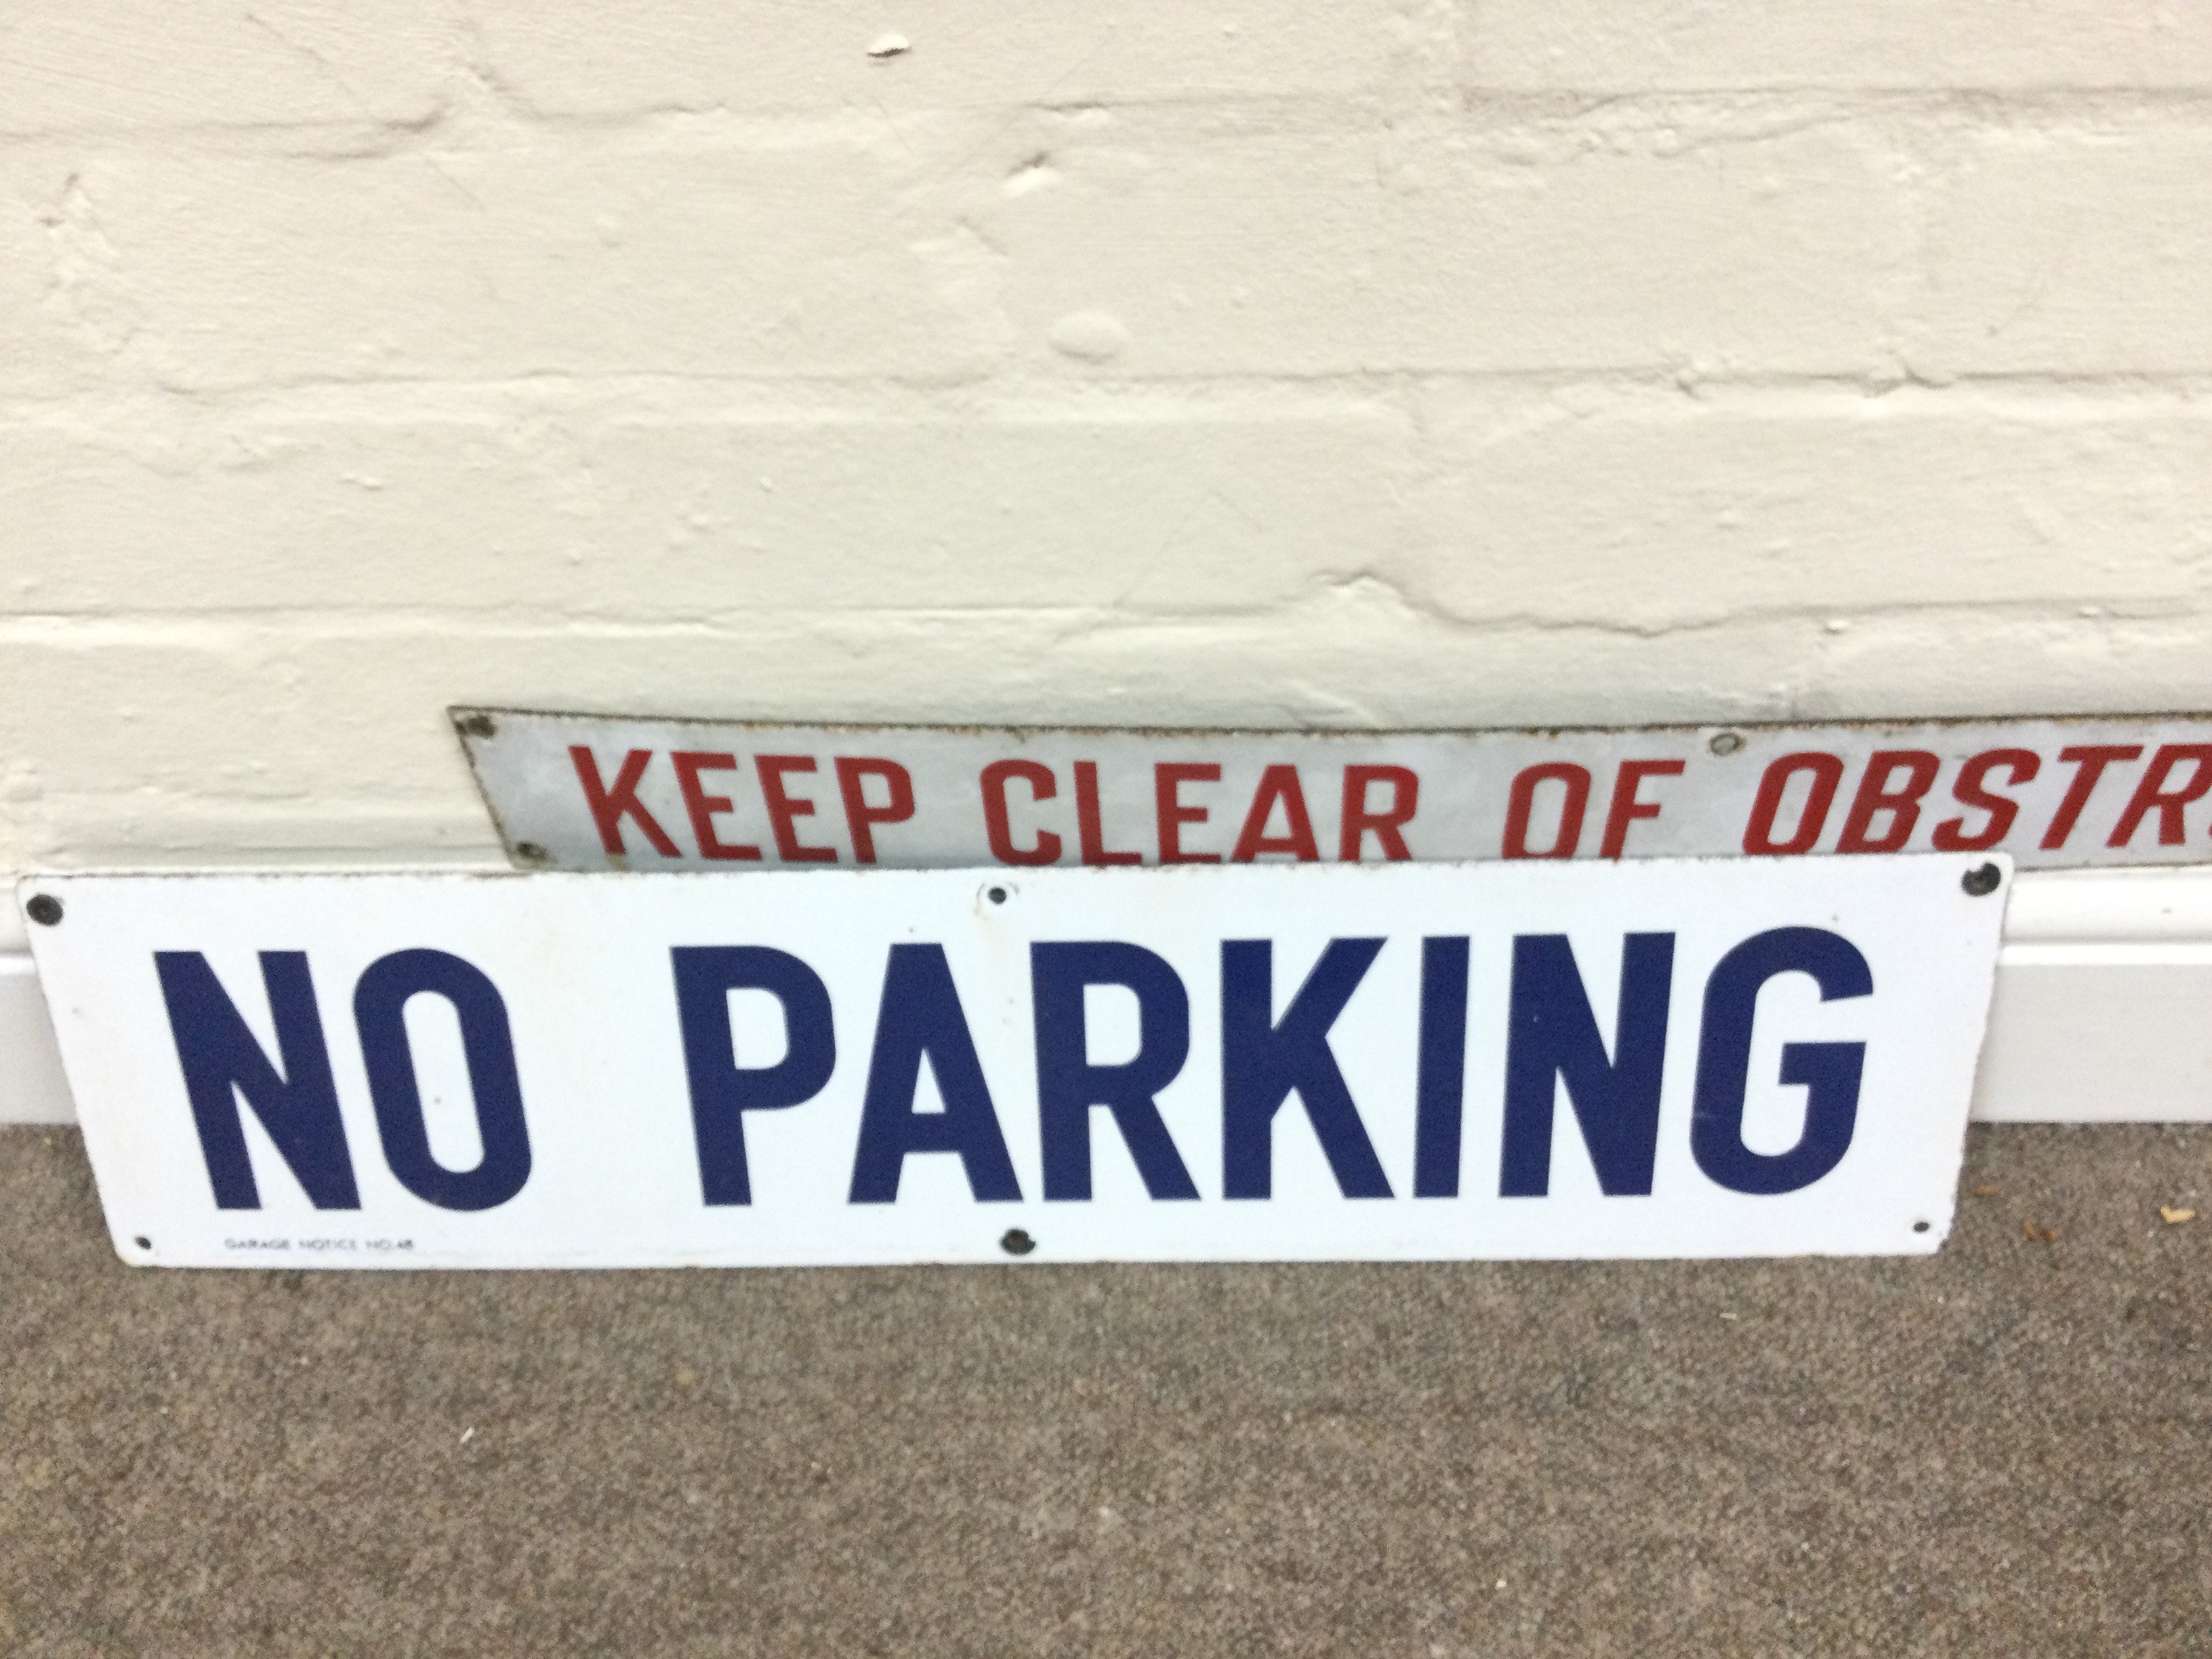 KEEP CLEAR OF OBSTR
NO PARKING
GARAGE NOTICE NO.48